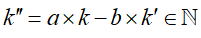 k″ = a × k − b × k′ ∈ ℕ